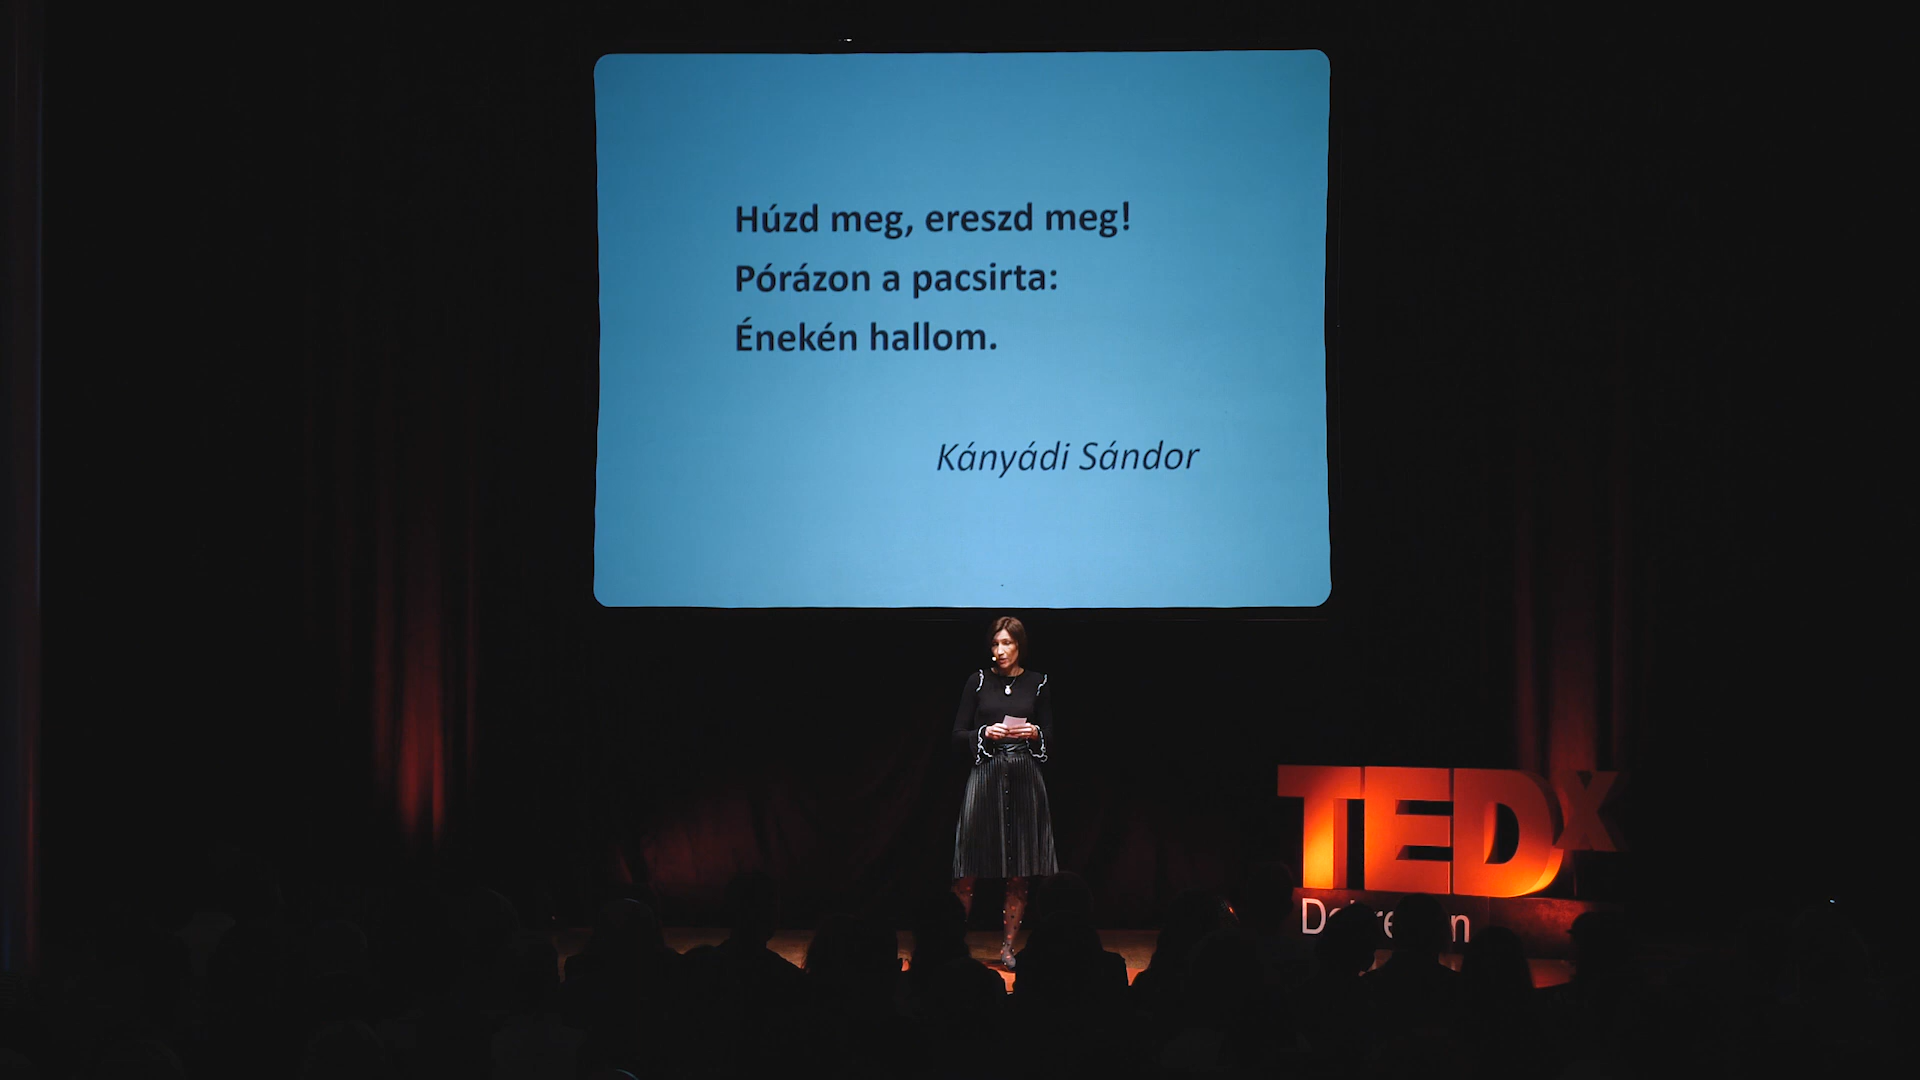 Húzd meg, ereszd meg!
Pórázon a pacsirta:
Énekén hallom.
Kányádi Sándor
TEDx